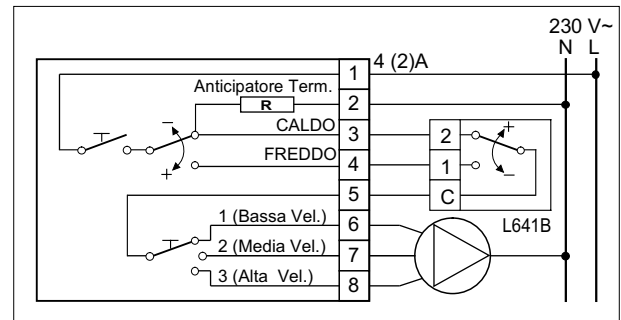 230 V~
N L
4 (2)A
1
Anticipatore Term.
R
2
–
CALDO
3
2
+
FREDDO
4
1
+
–
5
C
L641B
1 (Bassa Vel.)
6
2 (Media Vel.)
7
3 (Alta Vel.)
8